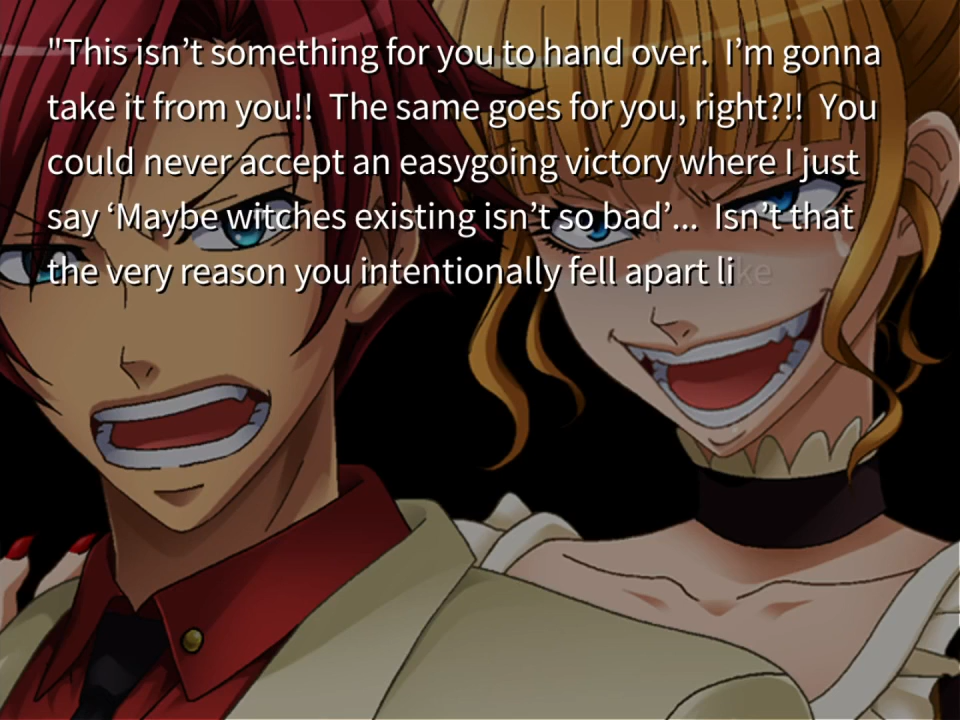 "This isn’t something for you to hand over.  I’m gonna
take it from you!!  The same goes for you, right?!!  You
could never accept an easygoing victory where I just
say ‘Maybe witches existing isn’t so bad’...  Isn’t that
the very reason you intentionally fell apart like